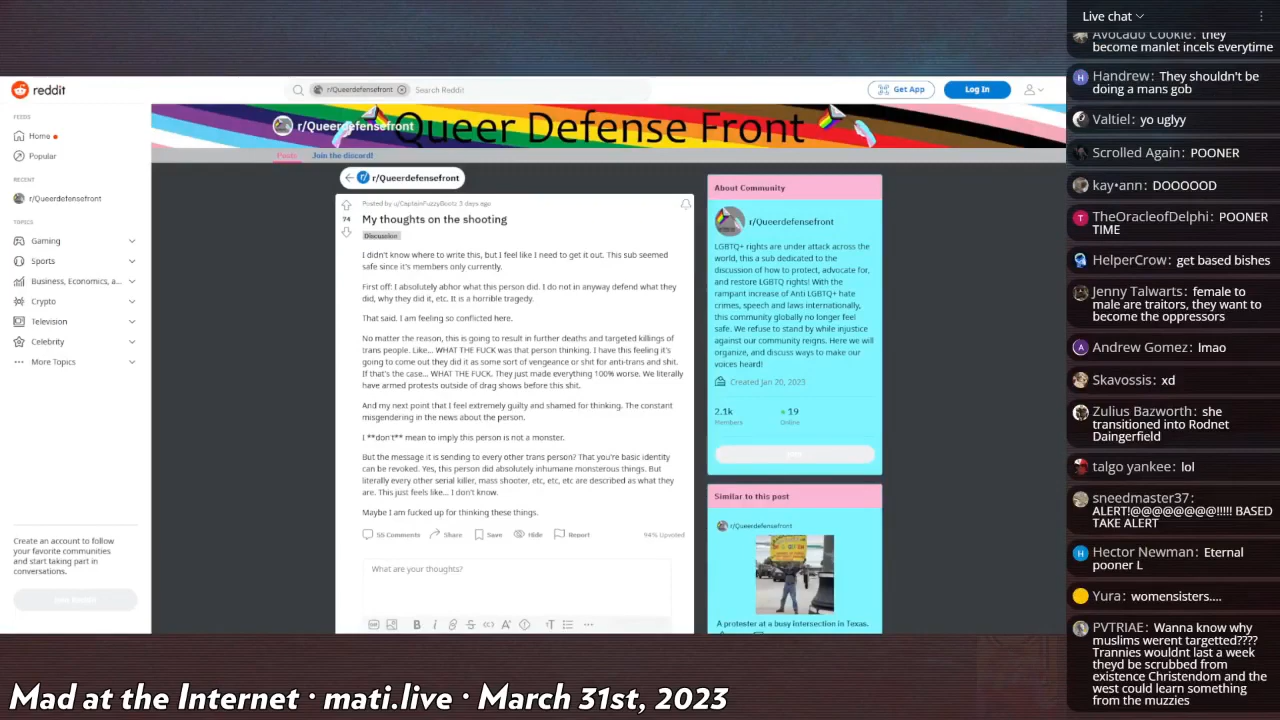 reddit
r/Queerdefensefront
Search Reddit
Get App
Log In
FEEDS
Home
Popular
RECENT
r/Queerdefensefront
TOPICS
Gaming
Sports
Business, Economics, a...
Crypto
Television
Celebrity
More Topics
Create an account to follow
your favorite communities
and start taking part in
conversations.
Join Reddit
r/Queerdefensefront
Queer Defense Front
Posts
Join the discord!
r/Queerdefensefront
74
Posted by u/CaptainFuzzyBootz 3 days ago
My thoughts on the shooting
Discussion
I didn't know where to write this, but I feel like I need to get it out. This sub seemed
safe since it's members only currently.
First off: I absolutely abhor what this person did. I do not in anyway defend what they
did, why they did it, etc. It is a horrible tragedy.
That said. I am feeling so conflicted here.
No matter the reason, this is going to result in further deaths and targeted killings of
trans people. Like... WHAT THE FUCK was that person thinking. I have this feeling it's
going to come out they did it as some sort of vengeance or shit for anti-trans and shit.
If that's the case... WHAT THE FUCK. They just made everything 100% worse. We literally
have armed protests outside of drag shows before this shit.
And my next point that I feel extremely guilty and shamed for thinking. The constant
misgendering in the news about the person.
I **don't** mean to imply this person is not a monster.
But the message it is sending to every other trans person? That you're basic identity
can be revoked. Yes, this person did absolutely inhumane monsterous things. But
literally every other serial killer, mass shooter, etc, etc, etc are described as what they
are. This just feels like... I don't know.
Maybe I am fucked up for thinking these things.
55 Comments
Share
Save
Hide
Report
94% Upvoted
What are your thoughts?
About Community
r/Queerdefensefront
LGBTQ+ rights are under attack across the
world, this a sub dedicated to the
discussion of how to protect, advocate for,
and restore LGBTQ rights! With the
rampant increase of Anti LGBTQ+ hate
crimes, speech and laws internationally,
this community globally no longer feel
safe. We refuse to stand by while injustice
against our community reigns. Here we will
organize, and discuss ways to make our
voices heard!
Created Jan 20, 2023
2.1k
Members
19
Online
Similar to this post
r/Queerdefensefront
A protester at a busy intersection in Texas.
Live chat
Avocado Cookie: they
become manlet incels everytime
Handrew: They shouldn't be
doing a mans gob
Valtiel: yo uglyy
Scrolled Again: POONER
kay•ann: DABODABOD
TheOracleofDelphi: POONER
TIME
HelperCrow: get based bishes
Jenny Talwarts: female to
male are traitors, they want to
become the oppressors
Andrew Gomez: lmao
Skavossis: xd
Zulius Bazworth: she
transitioned into Rodnet
Daingerfield
talgo yankee: lol
sneedmaster37:
ALERT!@@@@@@@!!!!! BASED
TAKE ALERT
Hector Newman: Eternal
pooner L
Yura: womensisters....
PVTRIAE: Wanna know why
muslims werent targetted????
Trannies wouldnt last a week
theyd be scrubbed from
existence Christendom and the
west could learn something
from the muzzies
Mad at the Internet · mati.live · March 31st, 2023